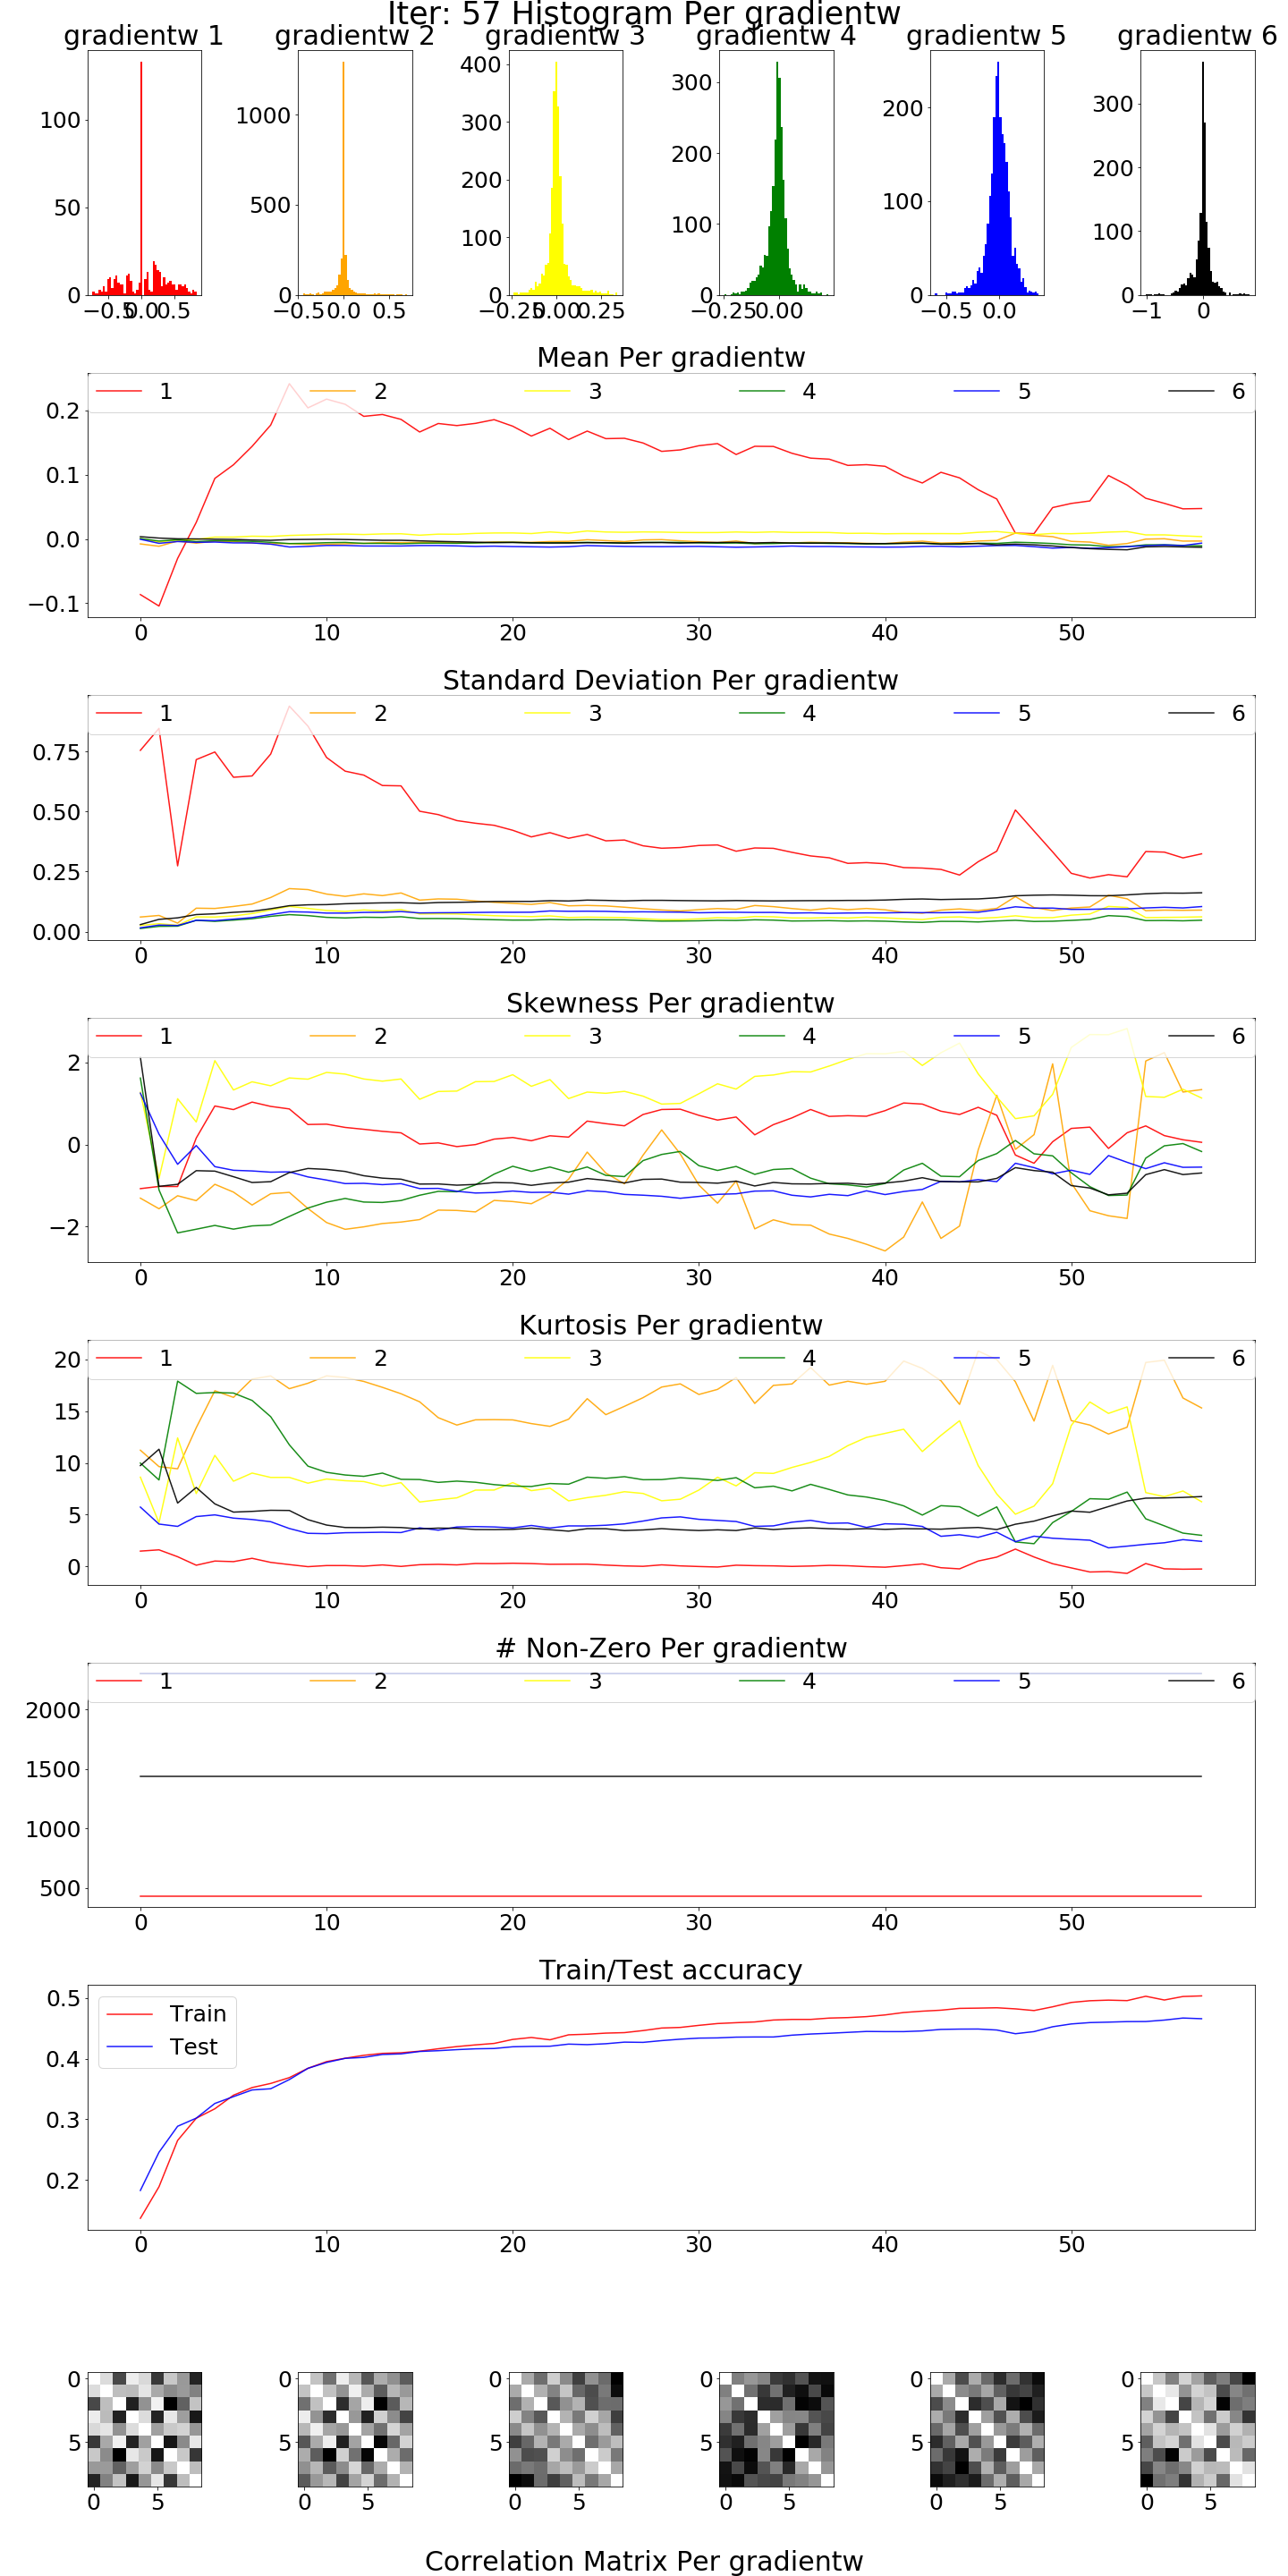 Iter: 57 Histogram Per gradientw
gradientw 1 gradientw 2 gradientw 3 gradientw 4 gradientw 5 gradientw 6
100
50
0
−0.5 0.0 0.5
1000
500
0
−0.5 0.0 0.5
400
300
200
100
0
−0.25 0.00 0.25
300
200
100
0
−0.25 0.00
200
100
0
−0.5 0.0
300
200
100
0
−1 0
Mean Per gradientw
1 2 3 4 5 6
0.2
0.1
0.0
−0.1
0 10 20 30 40 50
Standard Deviation Per gradientw
1 2 3 4 5 6
0.75
0.50
0.25
0.00
0 10 20 30 40 50
Skewness Per gradientw
1 2 3 4 5 6
2
0
−2
0 10 20 30 40 50
Kurtosis Per gradientw
1 2 3 4 5 6
20
15
10
5
0
0 10 20 30 40 50
# Non-Zero Per gradientw
1 2 3 4 5 6
2000
1500
1000
500
0 10 20 30 40 50
Train/Test accuracy
Train
Test
0.5
0.4
0.3
0.2
0 10 20 30 40 50
0
5
0 5
0
5
0 5
0
5
0 5
0
5
0 5
0
5
0 5
0
5
0 5
Correlation Matrix Per gradientw